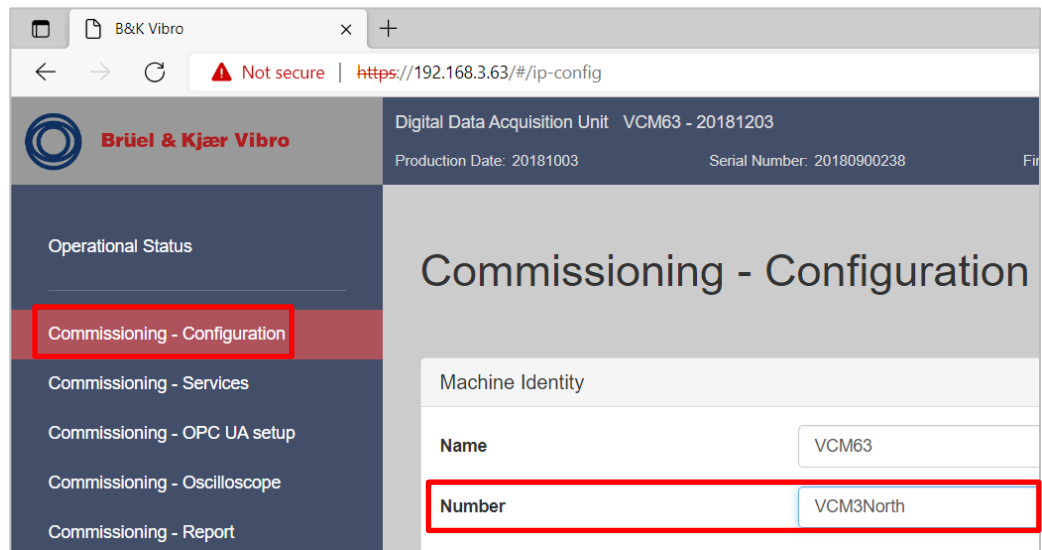 B&K Vibro
Not secure | https://192.168.3.63/#/ip-config
Brüel & Kjær Vibro
Digital Data Acquisition Unit VCM63 - 20181203
Production Date: 20181003 Serial Number: 20180900238 Fir
Operational Status
Commissioning - Configuration
Commissioning - Services
Commissioning - OPC UA setup
Commissioning - Oscilloscope
Commissioning - Report
Commissioning - Configuration
Machine Identity
Name VCM63
Number VCM3North